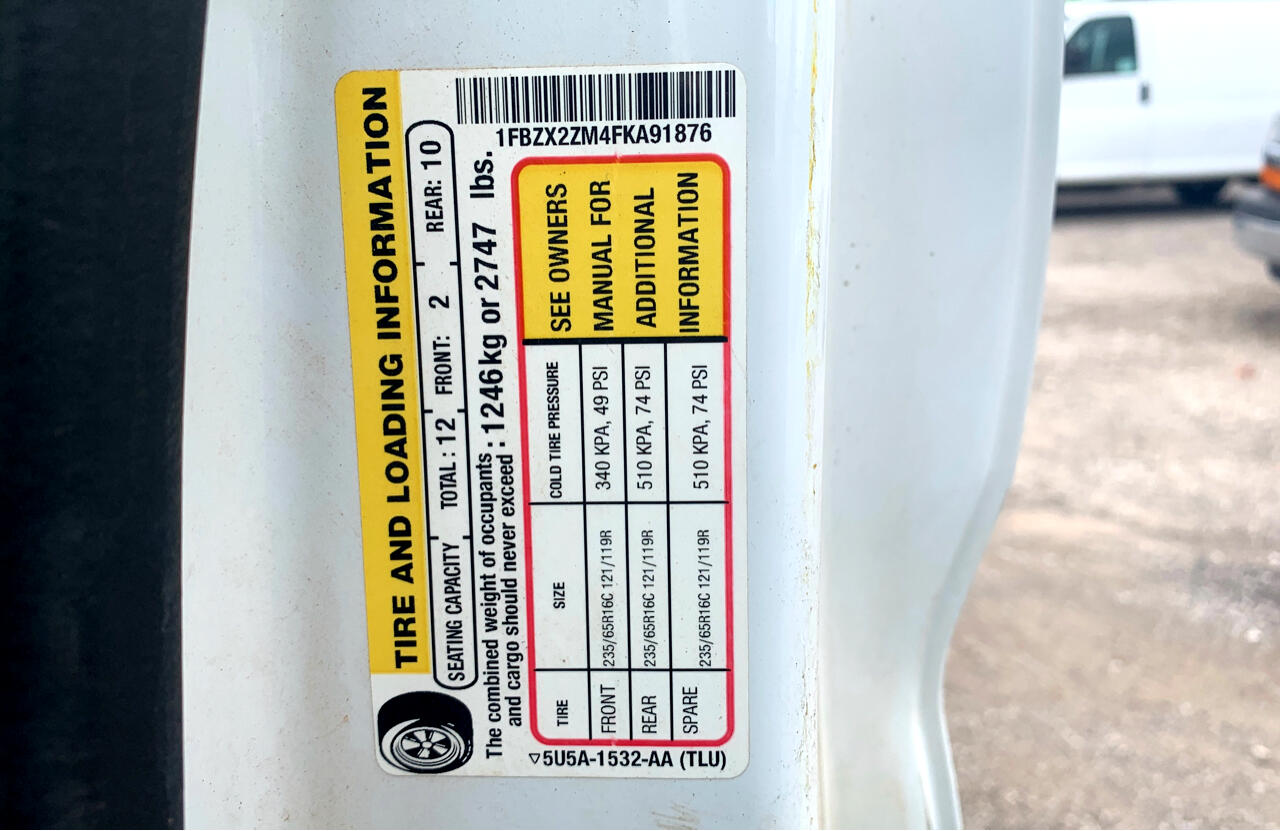 TIRE AND LOADING INFORMATION
SEATING CAPACITY TOTAL : 12 FRONT: 2 REAR: 10
The combined weight of occupants
and cargo should never exceed : 1246 kg or 2747 lbs.
TIRE SIZE COLD TIRE PRESSURE
FRONT 235/65R16C 121/119R 340 KPA, 49 PSI
REAR 235/65R16C 121/119R 510 KPA, 74 PSI
SPARE 235/65R16C 121/119R 510 KPA, 74 PSI
SEE OWNERS
MANUAL FOR
ADDITIONAL
INFORMATION
1FBZX2ZM4FKA91876
5U5A-1532-AA (TLU)